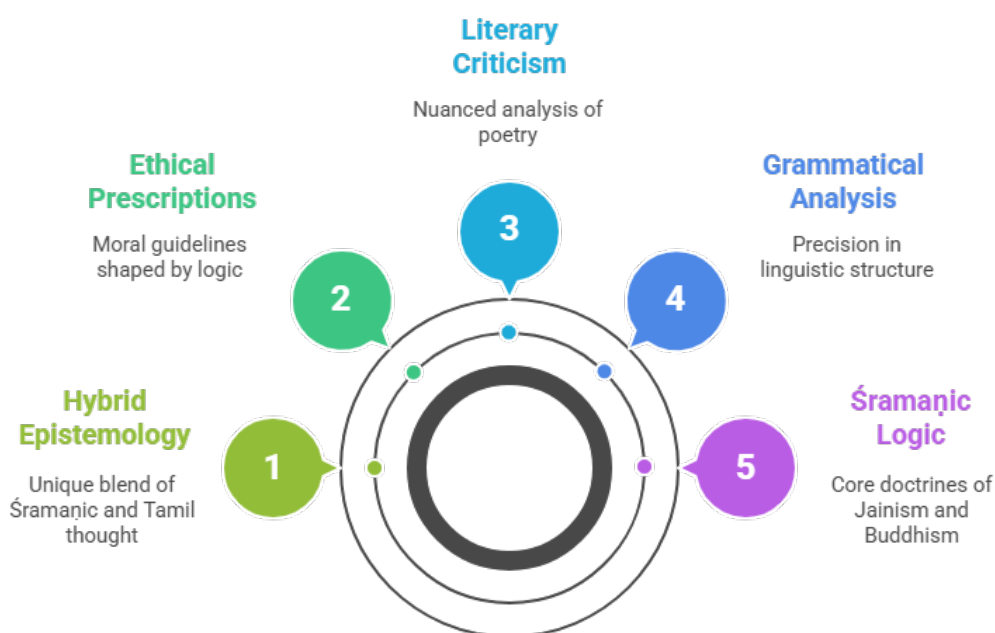 Literary
Criticism
Nuanced analysis of
poetry
Ethical
Prescriptions
Moral guidelines
shaped by logic
Grammatical
Analysis
Precision in
linguistic structure
3
2
4
Hybrid
Epistemology
Unique blend of
Śramaṇic and Tamil
thought
1
5
Śramaṇic
Logic
Core doctrines of
Jainism and
Buddhism